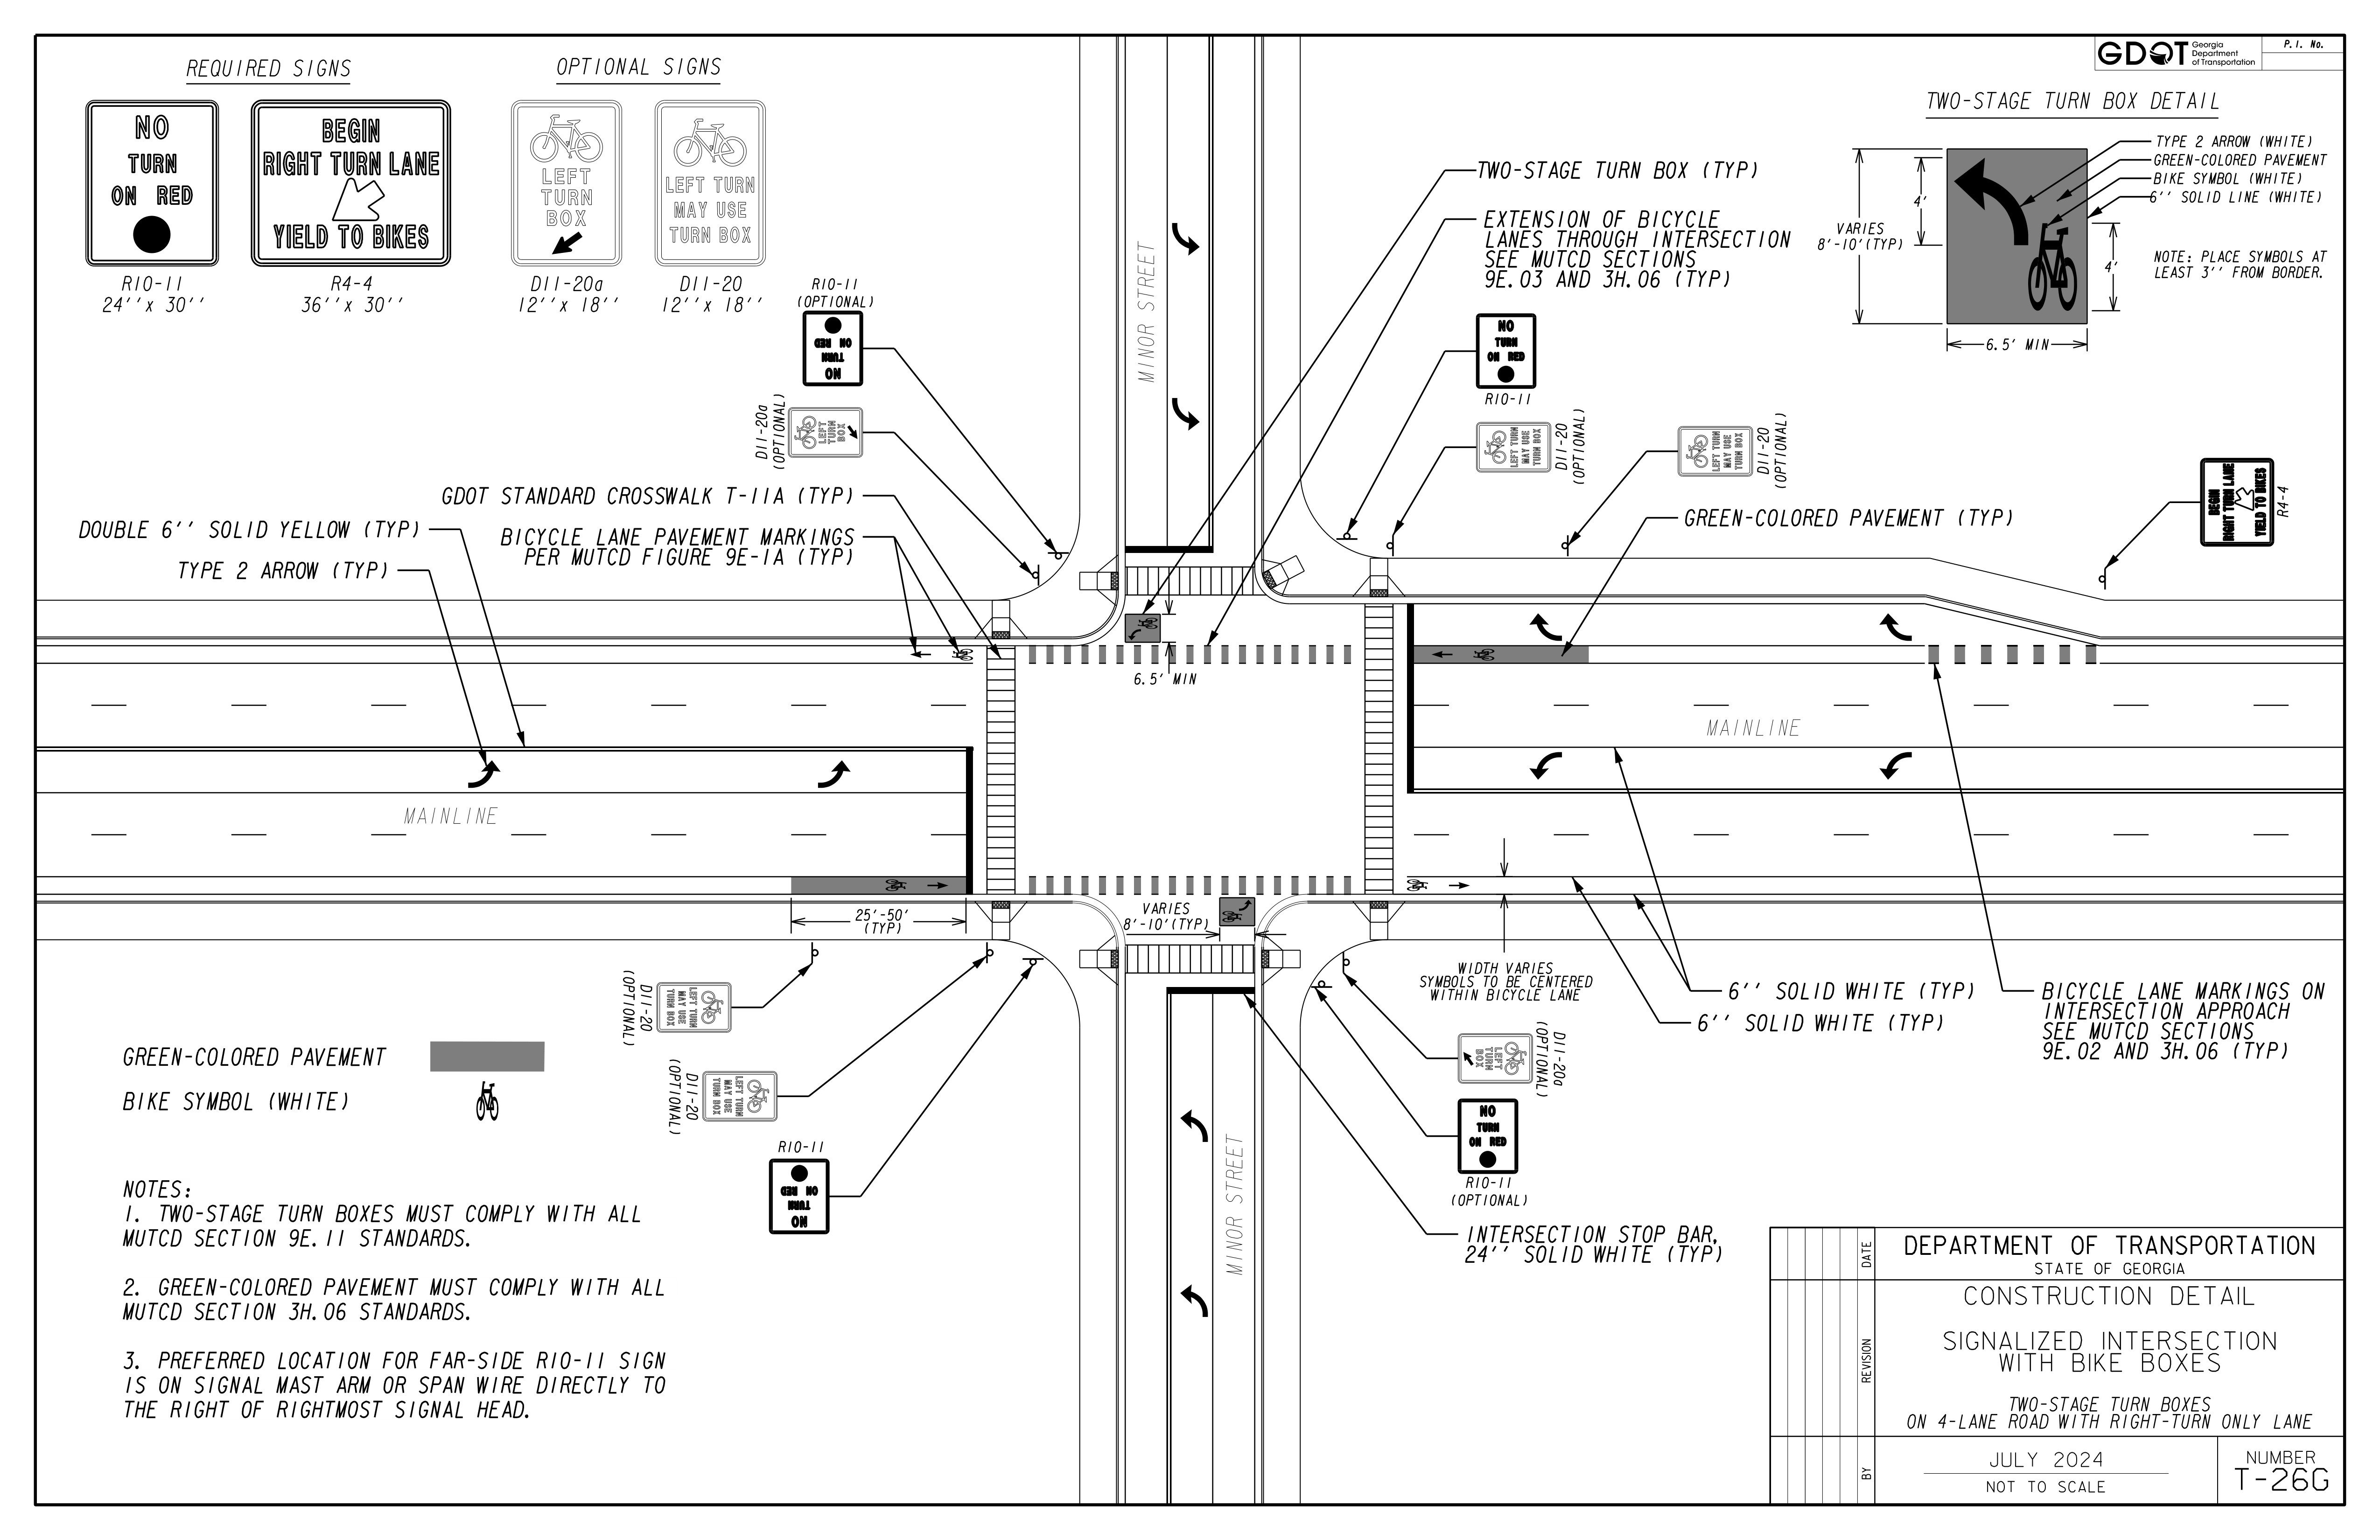 REQUIRED SIGNS
NO
TURN
ON RED
R10-11
24''x 30''
BEGIN
RIGHT TURN LANE
YIELD TO BIKES
R4-4
36''x 30''
OPTIONAL SIGNS
LEFT
TURN
BOX
D11-20a
12''x 18''
LEFT TURN
MAY USE
TURN BOX
D11-20
12''x 18''
GDOT
Georgia
Department
of Transportation
P.I. No.
TWO-STAGE TURN BOX DETAIL
TYPE 2 ARROW (WHITE)
GREEN-COLORED PAVEMENT
BIKE SYMBOL (WHITE)
6'' SOLID LINE (WHITE)
VARIES
8'-10'(TYP)
4'
4'
6.5' MIN
NOTE: PLACE SYMBOLS AT
LEAST 3'' FROM BORDER.
TWO-STAGE TURN BOX (TYP)
EXTENSION OF BICYCLE
LANES THROUGH INTERSECTION
SEE MUTCD SECTIONS
9E.03 AND 3H.06 (TYP)
MINOR STREET
R10-11
(OPTIONAL)
NO
TURN
ON RED
D11-20a
(OPTIONAL)
LEFT
TURN
BOX
NO
TURN
ON RED
R10-11
LEFT TURN
MAY USE
TURN BOX
D11-20
(OPTIONAL)
LEFT TURN
MAY USE
TURN BOX
D11-20
(OPTIONAL)
BEGIN
RIGHT TURN LANE
YIELD TO BIKES
R4-4
GDOT STANDARD CROSSWALK T-11A (TYP)
DOUBLE 6'' SOLID YELLOW (TYP)
BICYCLE LANE PAVEMENT MARKINGS
PER MUTCD FIGURE 9E-1A (TYP)
TYPE 2 ARROW (TYP)
GREEN-COLORED PAVEMENT (TYP)
6.5' MIN
MAINLINE
MAINLINE
25'-50'
(TYP)
VARIES
8'-10'(TYP)
WIDTH VARIES
SYMBOLS TO BE CENTERED
WITHIN BICYCLE LANE
6'' SOLID WHITE (TYP)
6'' SOLID WHITE (TYP)
BICYCLE LANE MARKINGS ON
INTERSECTION APPROACH
SEE MUTCD SECTIONS
9E.02 AND 3H.06 (TYP)
LEFT TURN
MAY USE
TURN BOX
D11-20
(OPTIONAL)
LEFT TURN
MAY USE
TURN BOX
D11-20
(OPTIONAL)
R10-11
NO
TURN
ON RED
LEFT
TURN
BOX
D11-20a
(OPTIONAL)
NO
TURN
ON RED
R10-11
(OPTIONAL)
MINOR STREET
INTERSECTION STOP BAR,
24'' SOLID WHITE (TYP)
GREEN-COLORED PAVEMENT
BIKE SYMBOL (WHITE)
NOTES:
1. TWO-STAGE TURN BOXES MUST COMPLY WITH ALL
MUTCD SECTION 9E.11 STANDARDS.
2. GREEN-COLORED PAVEMENT MUST COMPLY WITH ALL
MUTCD SECTION 3H.06 STANDARDS.
3. PREFERRED LOCATION FOR FAR-SIDE R10-11 SIGN
IS ON SIGNAL MAST ARM OR SPAN WIRE DIRECTLY TO
THE RIGHT OF RIGHTMOST SIGNAL HEAD.
DATE
REVISION
BY
DEPARTMENT OF TRANSPORTATION
STATE OF GEORGIA
CONSTRUCTION DETAIL
SIGNALIZED INTERSECTION
WITH BIKE BOXES
TWO-STAGE TURN BOXES
ON 4-LANE ROAD WITH RIGHT-TURN ONLY LANE
JULY 2024
NOT TO SCALE
NUMBER
T-26G